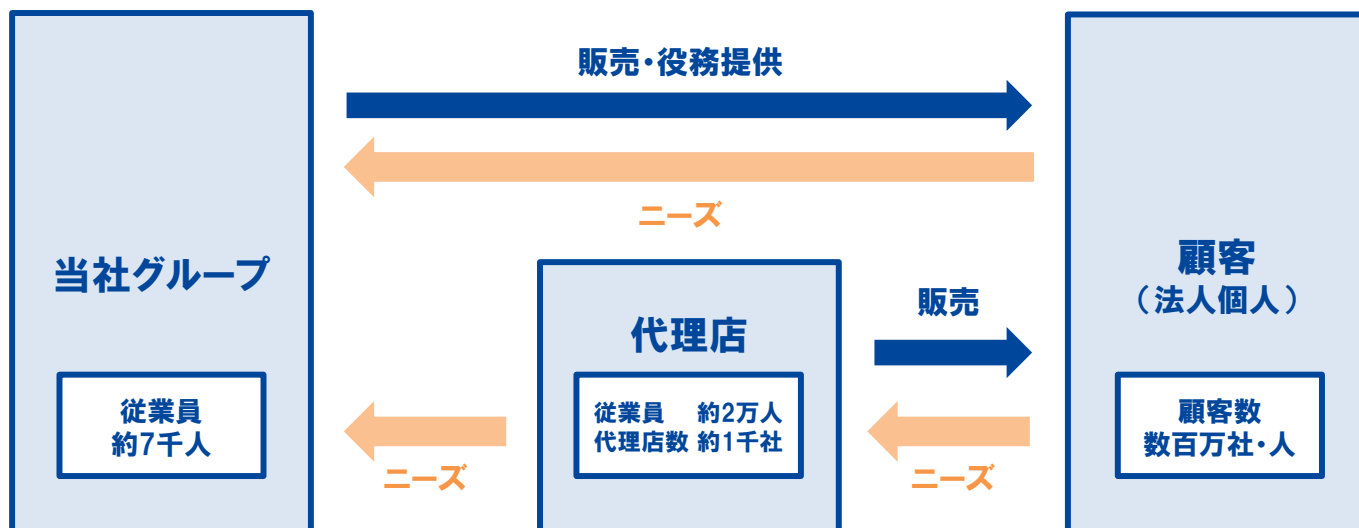 販売・役務提供
ニーズ
当社グループ
従業員
約7千人
代理店
従業員 約2万人
代理店数 約1千社
販売
ニーズ
ニーズ
顧客
（法人個人）
顧客数
数百万社・人